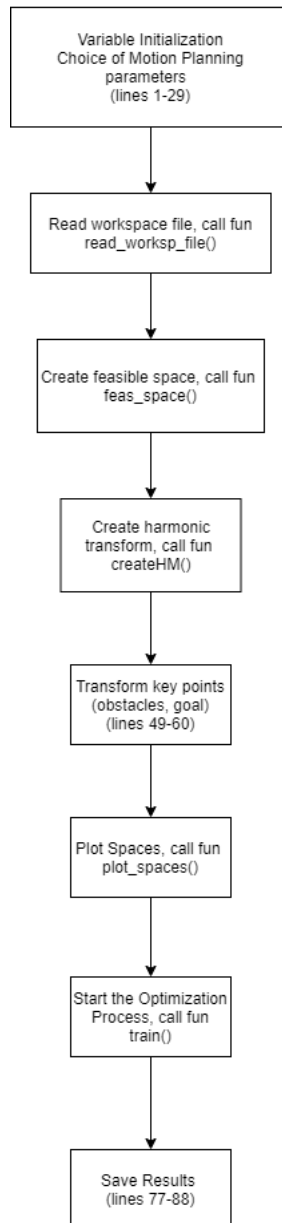 Variable Initialization
Choice of Motion Planning
parameters
(lines 1-29)
Read workspace file, call fun
read_worksp_file()
Create feasible space, call fun
feas_space()
Create harmonic
transform, call fun
createHM()
Transform key points
(obstacles, goal)
(lines 49-60)
Plot Spaces, call fun
plot_spaces()
Start the Optimization
Process, call fun
train()
Save Results
(lines 77-88)